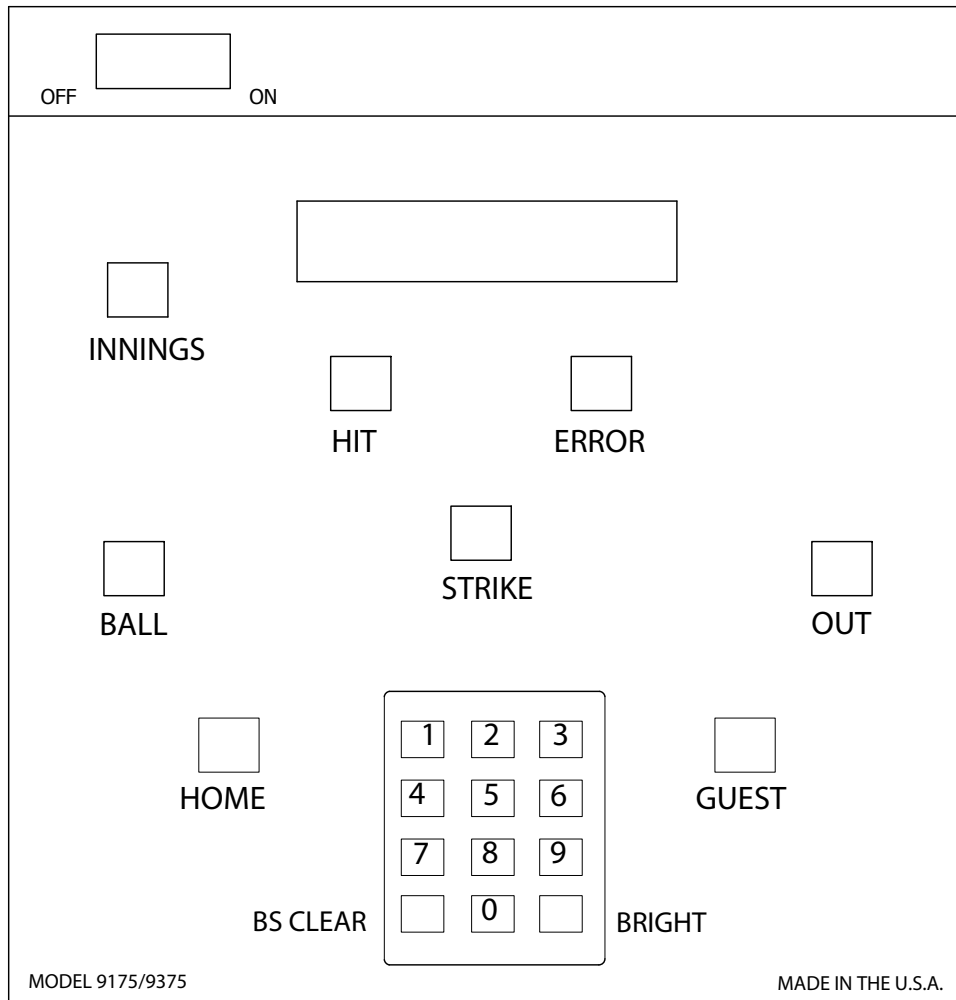 OFF ON
INNINGS
HIT ERROR
STRIKE
BALL OUT
1 2 3
HOME GUEST
4 5 6
7 8 9
BS CLEAR 0 BRIGHT
MODEL 9175/9375 MADE IN THE U.S.A.